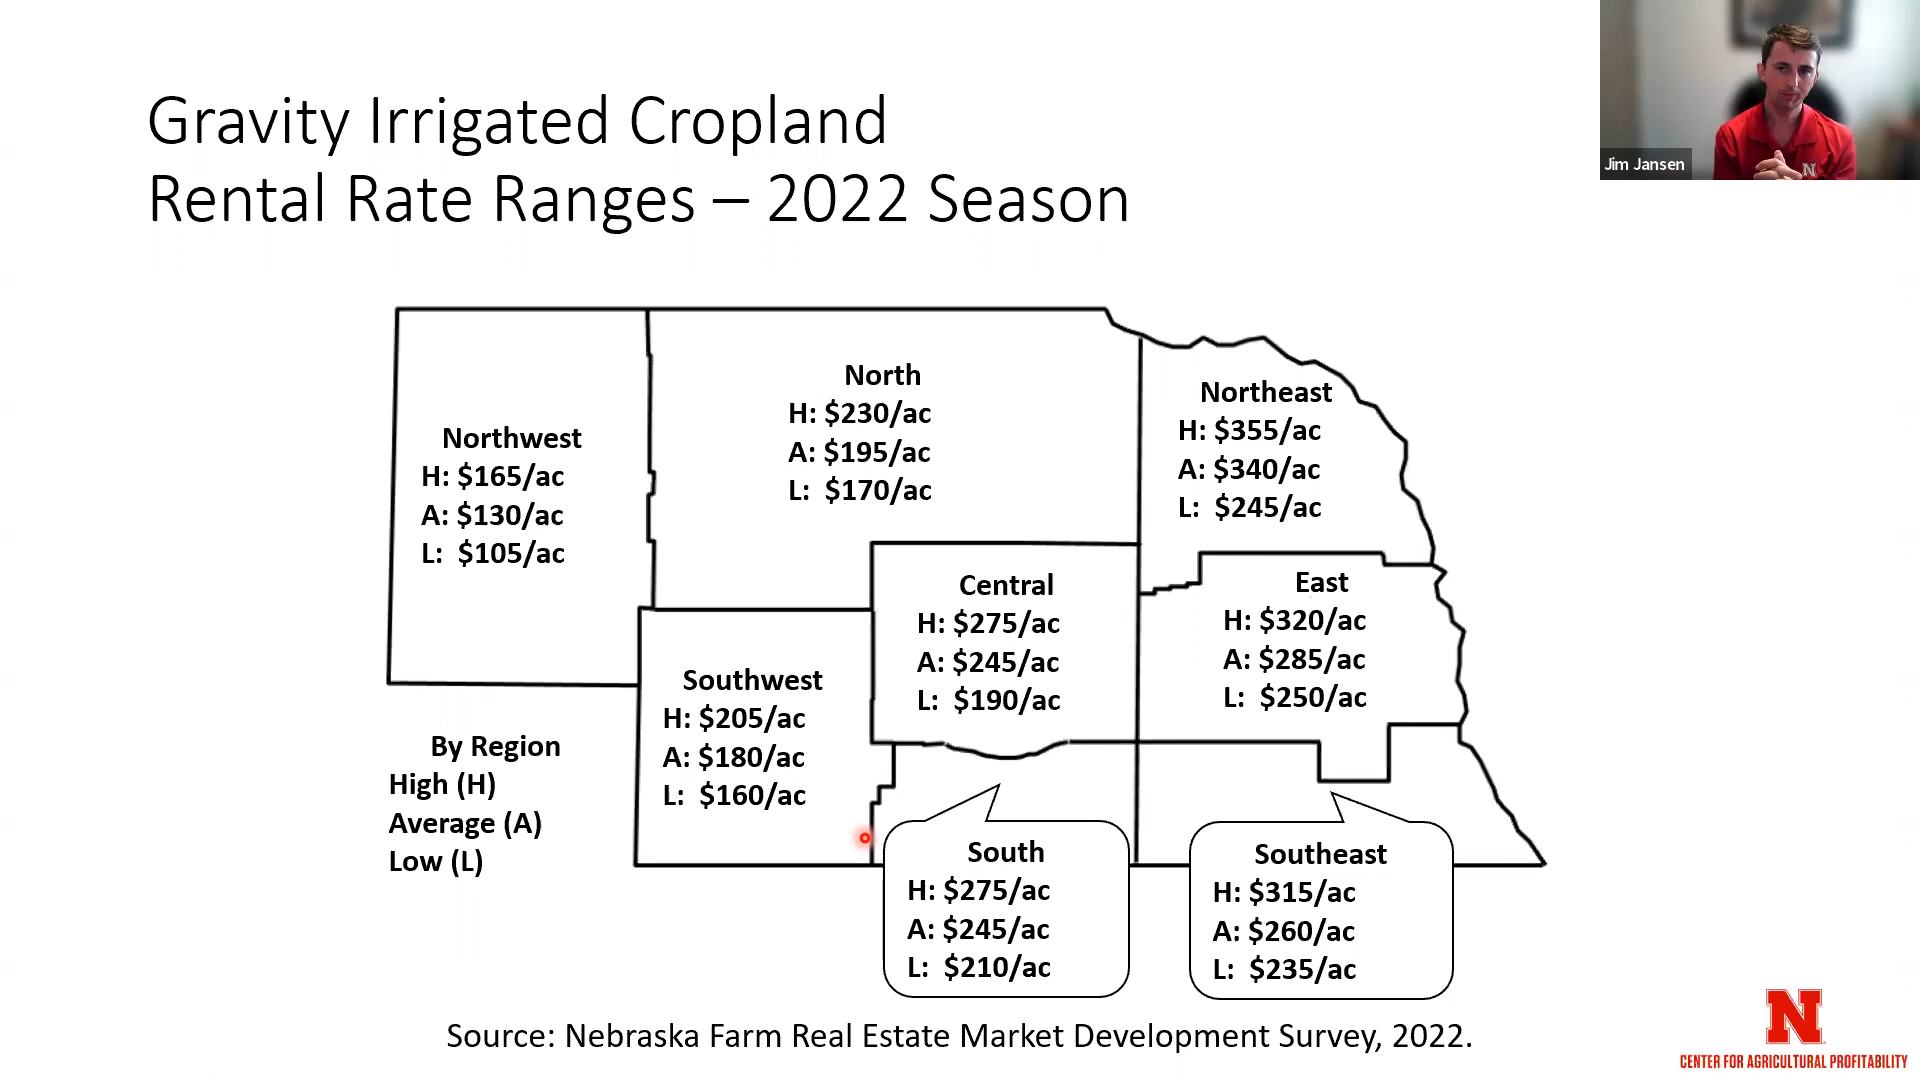 Gravity Irrigated Cropland
Rental Rate Ranges – 2022 Season
Jim Jansen
N
Northwest
H: $165/ac
A: $130/ac
L: $105/ac
North
H: $230/ac
A: $195/ac
L: $170/ac
Northeast
H: $355/ac
A: $340/ac
L: $245/ac
Central
H: $275/ac
A: $245/ac
L: $190/ac
East
H: $320/ac
A: $285/ac
L: $250/ac
Southwest
H: $205/ac
A: $180/ac
L: $160/ac
By Region
High (H)
Average (A)
Low (L)
South
H: $275/ac
A: $245/ac
L: $210/ac
Southeast
H: $315/ac
A: $260/ac
L: $235/ac
Source: Nebraska Farm Real Estate Market Development Survey, 2022.
N
CENTER FOR AGRICULTURAL PROFITABILITY